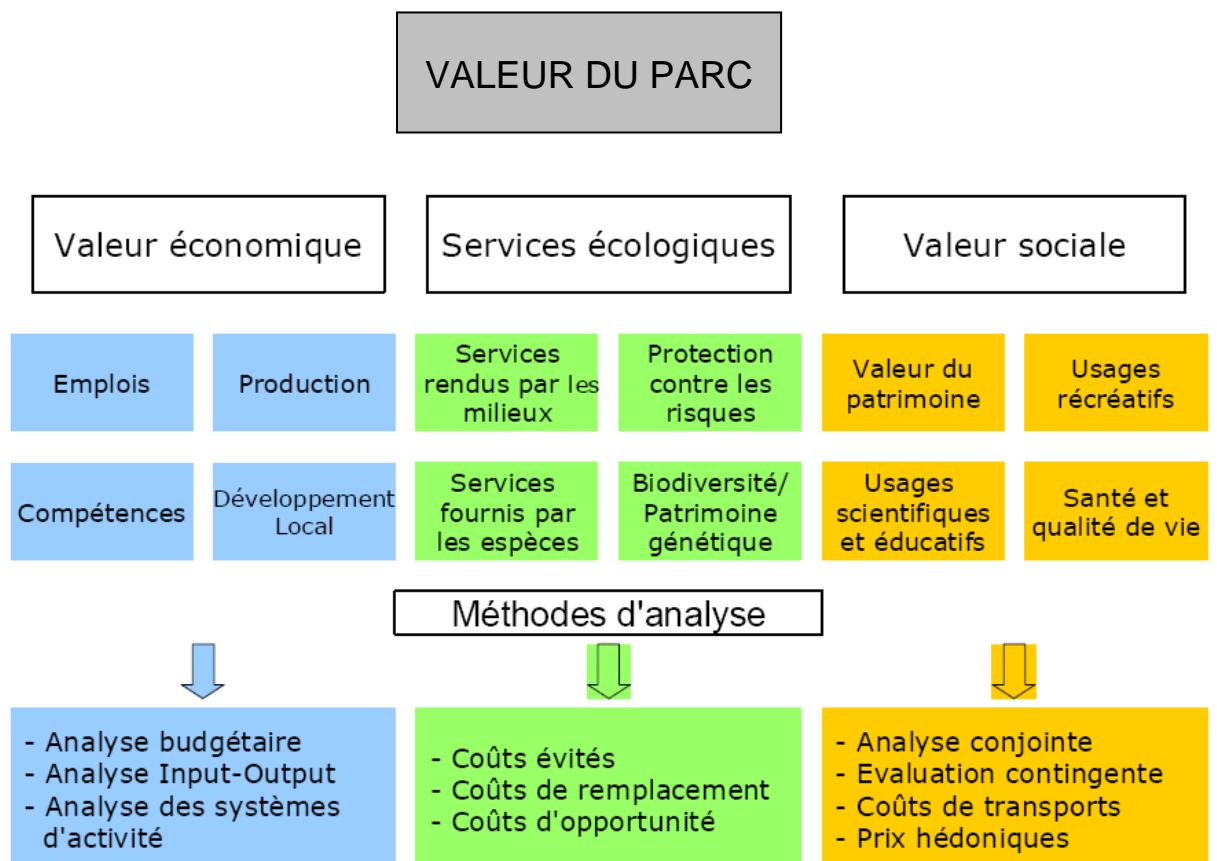 VALEUR DU PARC
Valeur économique
Services écologiques
Valeur sociale
Emplois
Production
Services
rendus par les
milieux
Protection
contre les
risques
Valeur du
patrimoine
Usages
récréatifs
Compétences
Développement
Local
Services
fournis par
les espèces
Biodiversité/
Patrimoine
génétique
Usages
scientifiques
et éducatifs
Santé et
qualité de vie
Méthodes d'analyse
- Analyse budgétaire
- Analyse Input-Output
- Analyse des systèmes
d'activité
- Coûts évités
- Coûts de remplacement
- Coûts d'opportunité
- Analyse conjointe
- Evaluation contingente
- Coûts de transports
- Prix hédoniques